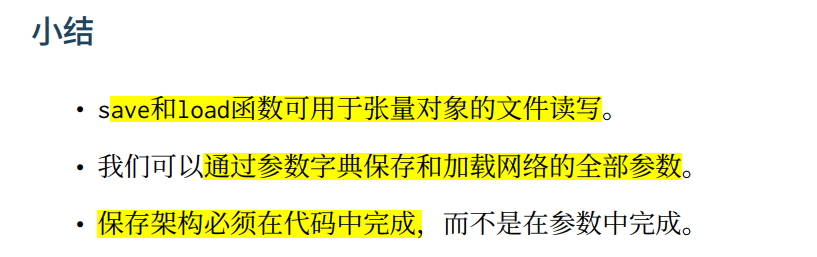 小结
• save和load函数可用于张量对象的文件读写。
• 我们可以通过参数字典保存和加载网络的全部参数。
• 保存架构必须在代码中完成，而不是在参数中完成。